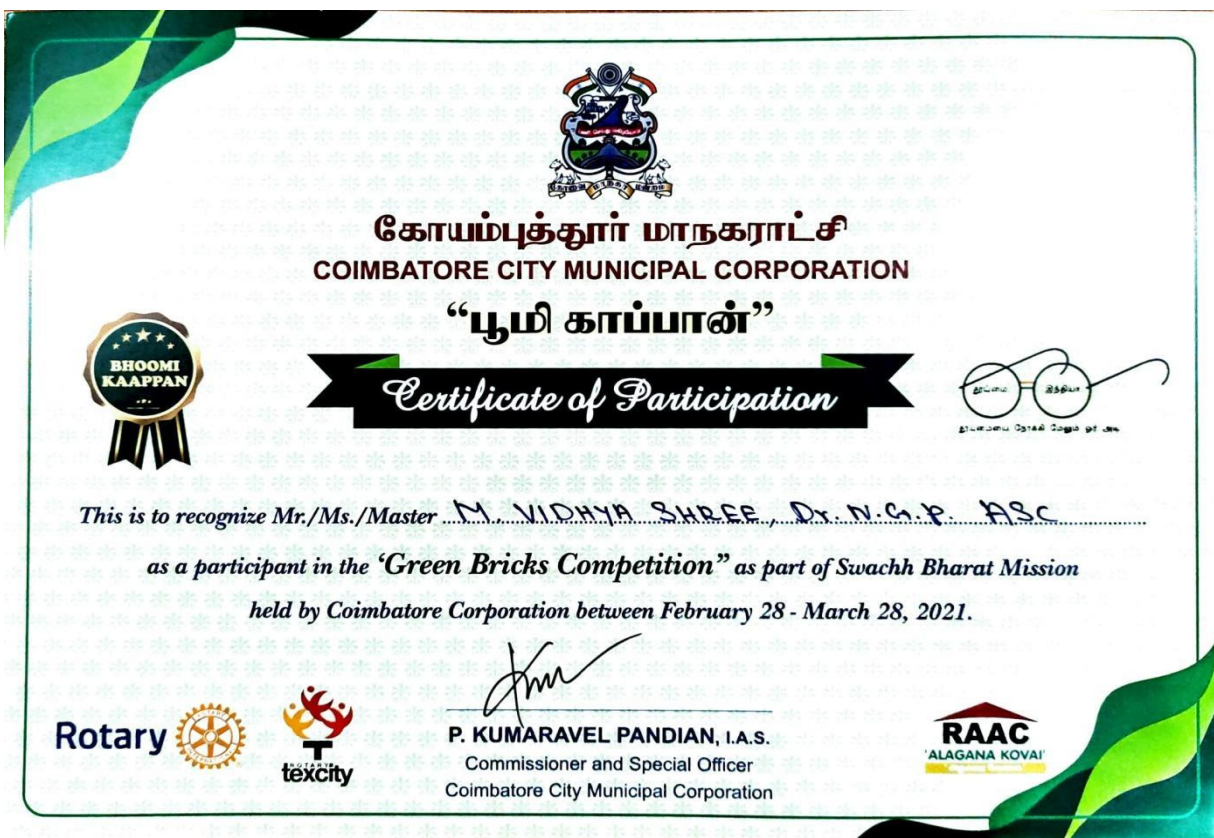 கோயம்புத்தூர் மாநகராட்சி
COIMBATORE CITY MUNICIPAL CORPORATION
“பூமி காப்பான்”
BHOOMI
KAAPPAN
Certificate of Participation
தூய்மை இந்தியா
தூய்மையை நோக்கி மேலும் ஓர் அடி
This is to recognize Mr./Ms./Master M. VIDHYA SHREE, Dr. N.G.P. ASC
as a participant in the "Green Bricks Competition" as part of Swachh Bharat Mission
held by Coimbatore Corporation between February 28 - March 28, 2021.
Rotary
texcity
P. KUMARAVEL PANDIAN, I.A.S.
Commissioner and Special Officer
Coimbatore City Municipal Corporation
RAAC
'ALAGANA KOVAI'